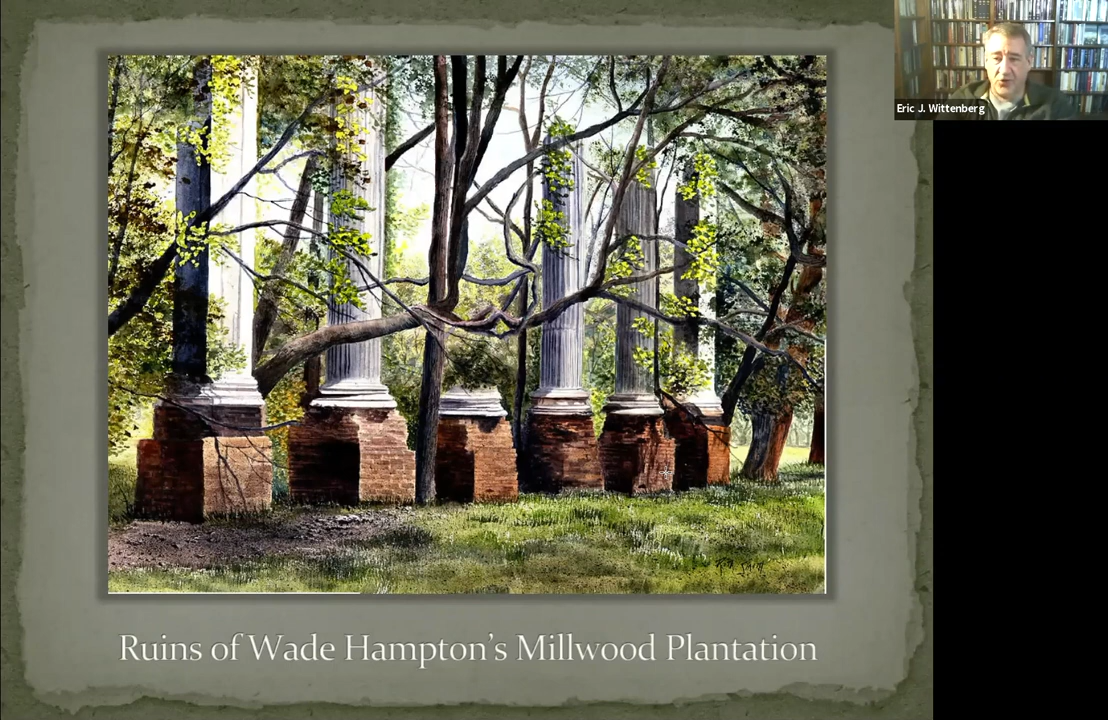 Eric J. Wittenberg
Ruins of Wade Hampton's Millwood Plantation